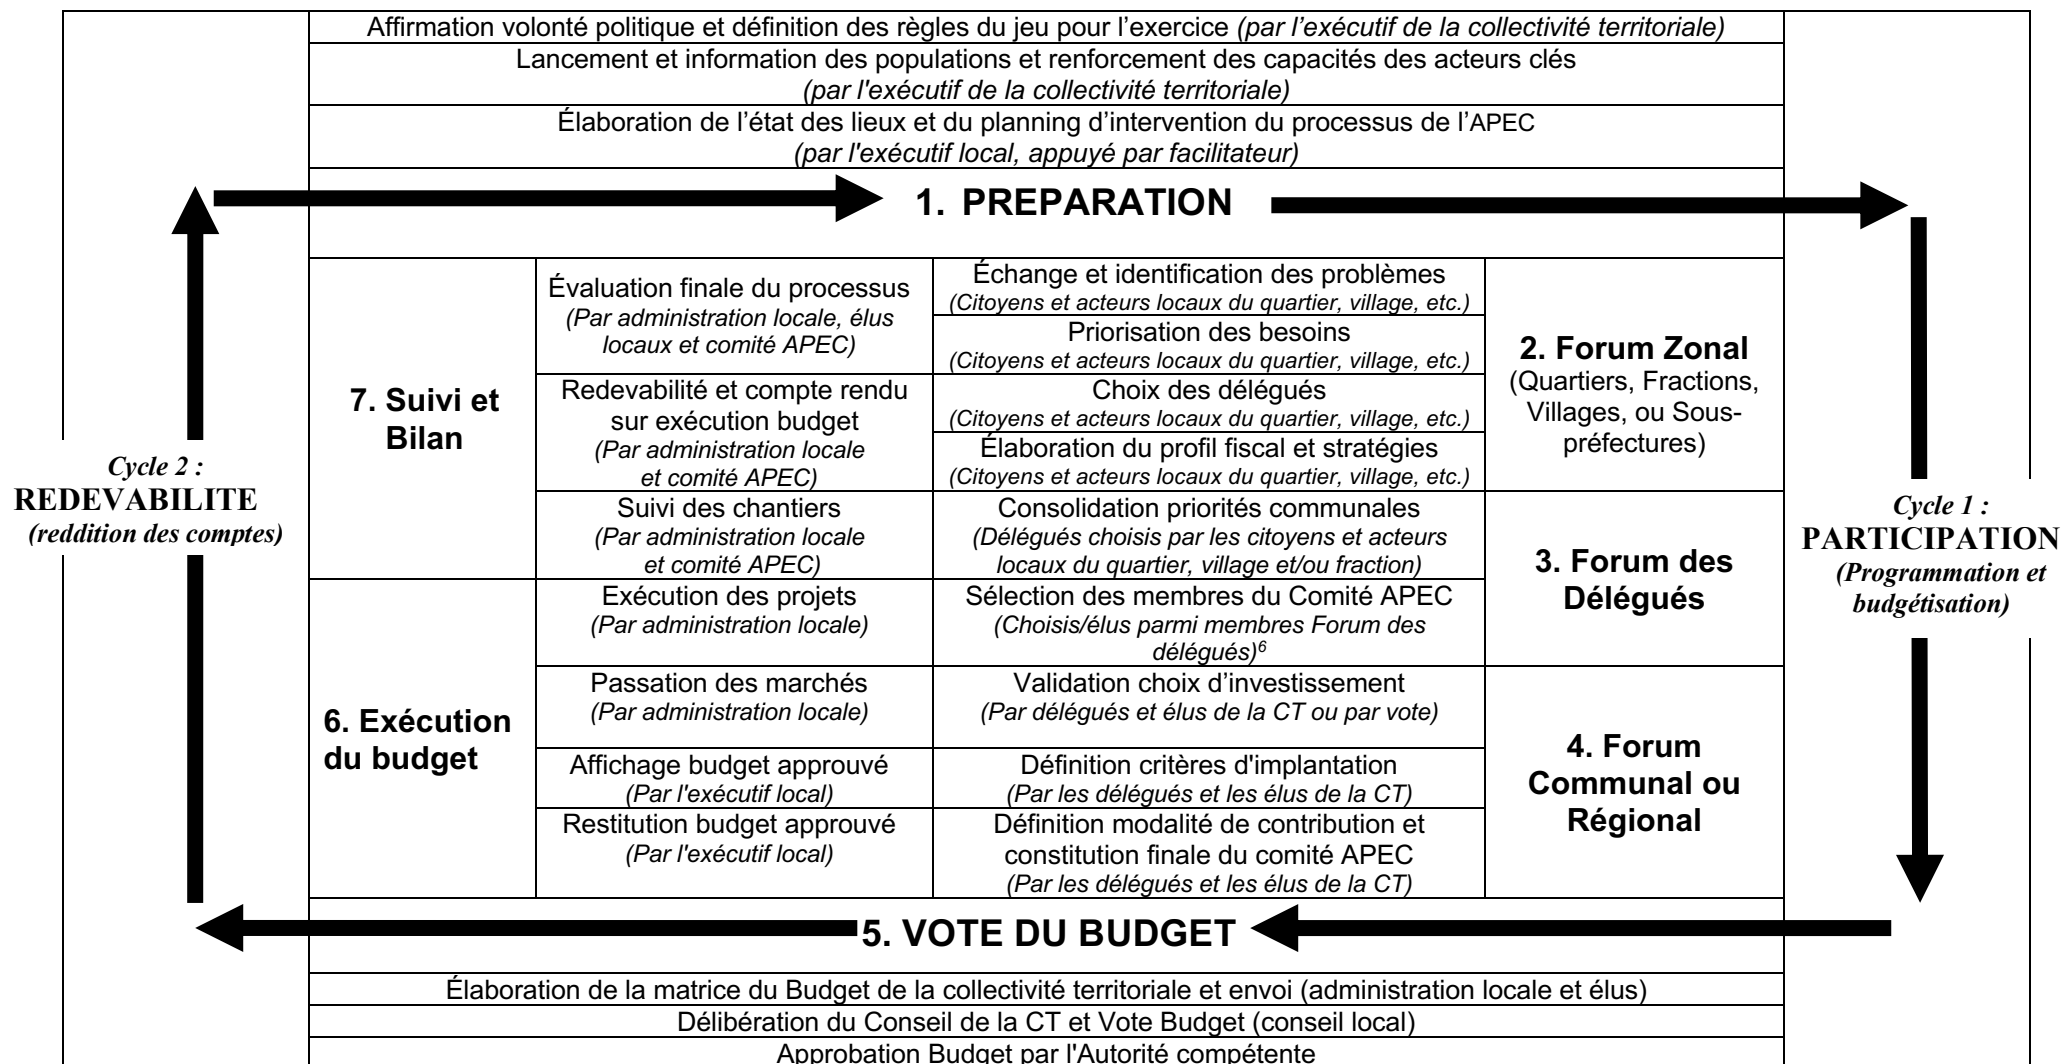 Affirmation volonté politique et définition des règles du jeu pour l’exercice (par l’exécutif de la collectivité territoriale)
Lancement et information des populations et renforcement des capacités des acteurs clés
(par l'exécutif de la collectivité territoriale)
Élaboration de l’état des lieux et du planning d’intervention du processus de l’APEC
(par l'exécutif local, appuyé par facilitateur)
1. PREPARATION
7. Suivi et
Bilan
Évaluation finale du processus
(Par administration locale, élus
locaux et comité APEC)
Redevabilité et compte rendu
sur exécution budget
(Par administration locale
et comité APEC)
Suivi des chantiers
(Par administration locale
et comité APEC)
6. Exécution
du budget
Exécution des projets
(Par administration locale)
Passation des marchés
(Par administration locale)
Affichage budget approuvé
(Par l'exécutif local)
Restitution budget approuvé
(Par l'exécutif local)
Échange et identification des problèmes
(Citoyens et acteurs locaux du quartier, village, etc.)
Priorisation des besoins
(Citoyens et acteurs locaux du quartier, village, etc.)
Choix des délégués
(Citoyens et acteurs locaux du quartier, village, etc.)
Élaboration du profil fiscal et stratégies
(Citoyens et acteurs locaux du quartier, village, etc.)
2. Forum Zonal
(Quartiers, Fractions,
Villages, ou Sous-
préfectures)
Consolidation priorités communales
(Délégués choisis par les citoyens et acteurs
locaux du quartier, village et/ou fraction)
Sélection des membres du Comité APEC
(Choisis/élus parmi membres Forum des
délégués)⁶
3. Forum des
Délégués
Validation choix d’investissement
(Par délégués et élus de la CT ou par vote)
Définition critères d'implantation
(Par les délégués et les élus de la CT)
Définition modalité de contribution et
constitution finale du comité APEC
(Par les délégués et les élus de la CT)
4. Forum
Communal ou
Régional
Cycle 2 :
REDEVABILITE
(reddition des comptes)
Cycle 1 :
PARTICIPATION
(Programmation et
budgétisation)
5. VOTE DU BUDGET
Élaboration de la matrice du Budget de la collectivité territoriale et envoi (administration locale et élus)
Délibération du Conseil de la CT et Vote Budget (conseil local)
Approbation Budget par l'Autorité compétente